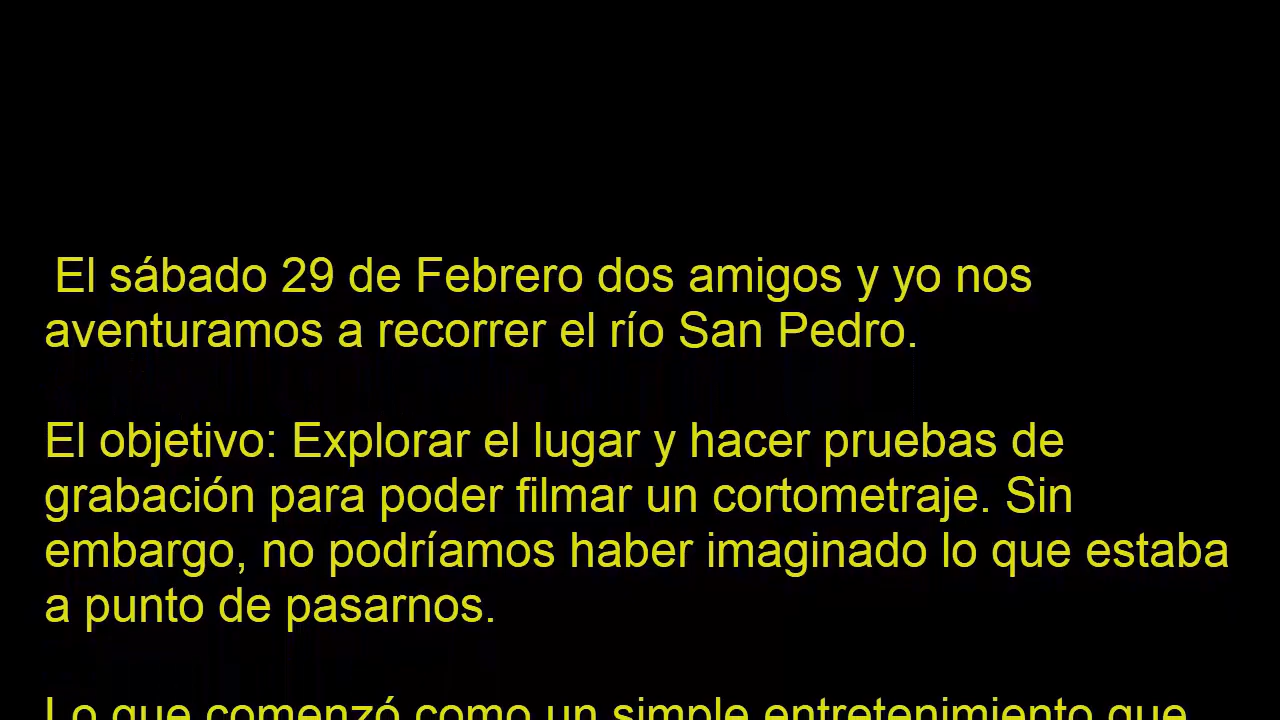 El sábado 29 de Febrero dos amigos y yo nos
aventuramos a recorrer el río San Pedro.
El objetivo: Explorar el lugar y hacer pruebas de
grabación para poder filmar un cortometraje. Sin
embargo, no podríamos haber imaginado lo que estaba
a punto de pasarnos.
Lo que comenzó como un simple entretenimiento que